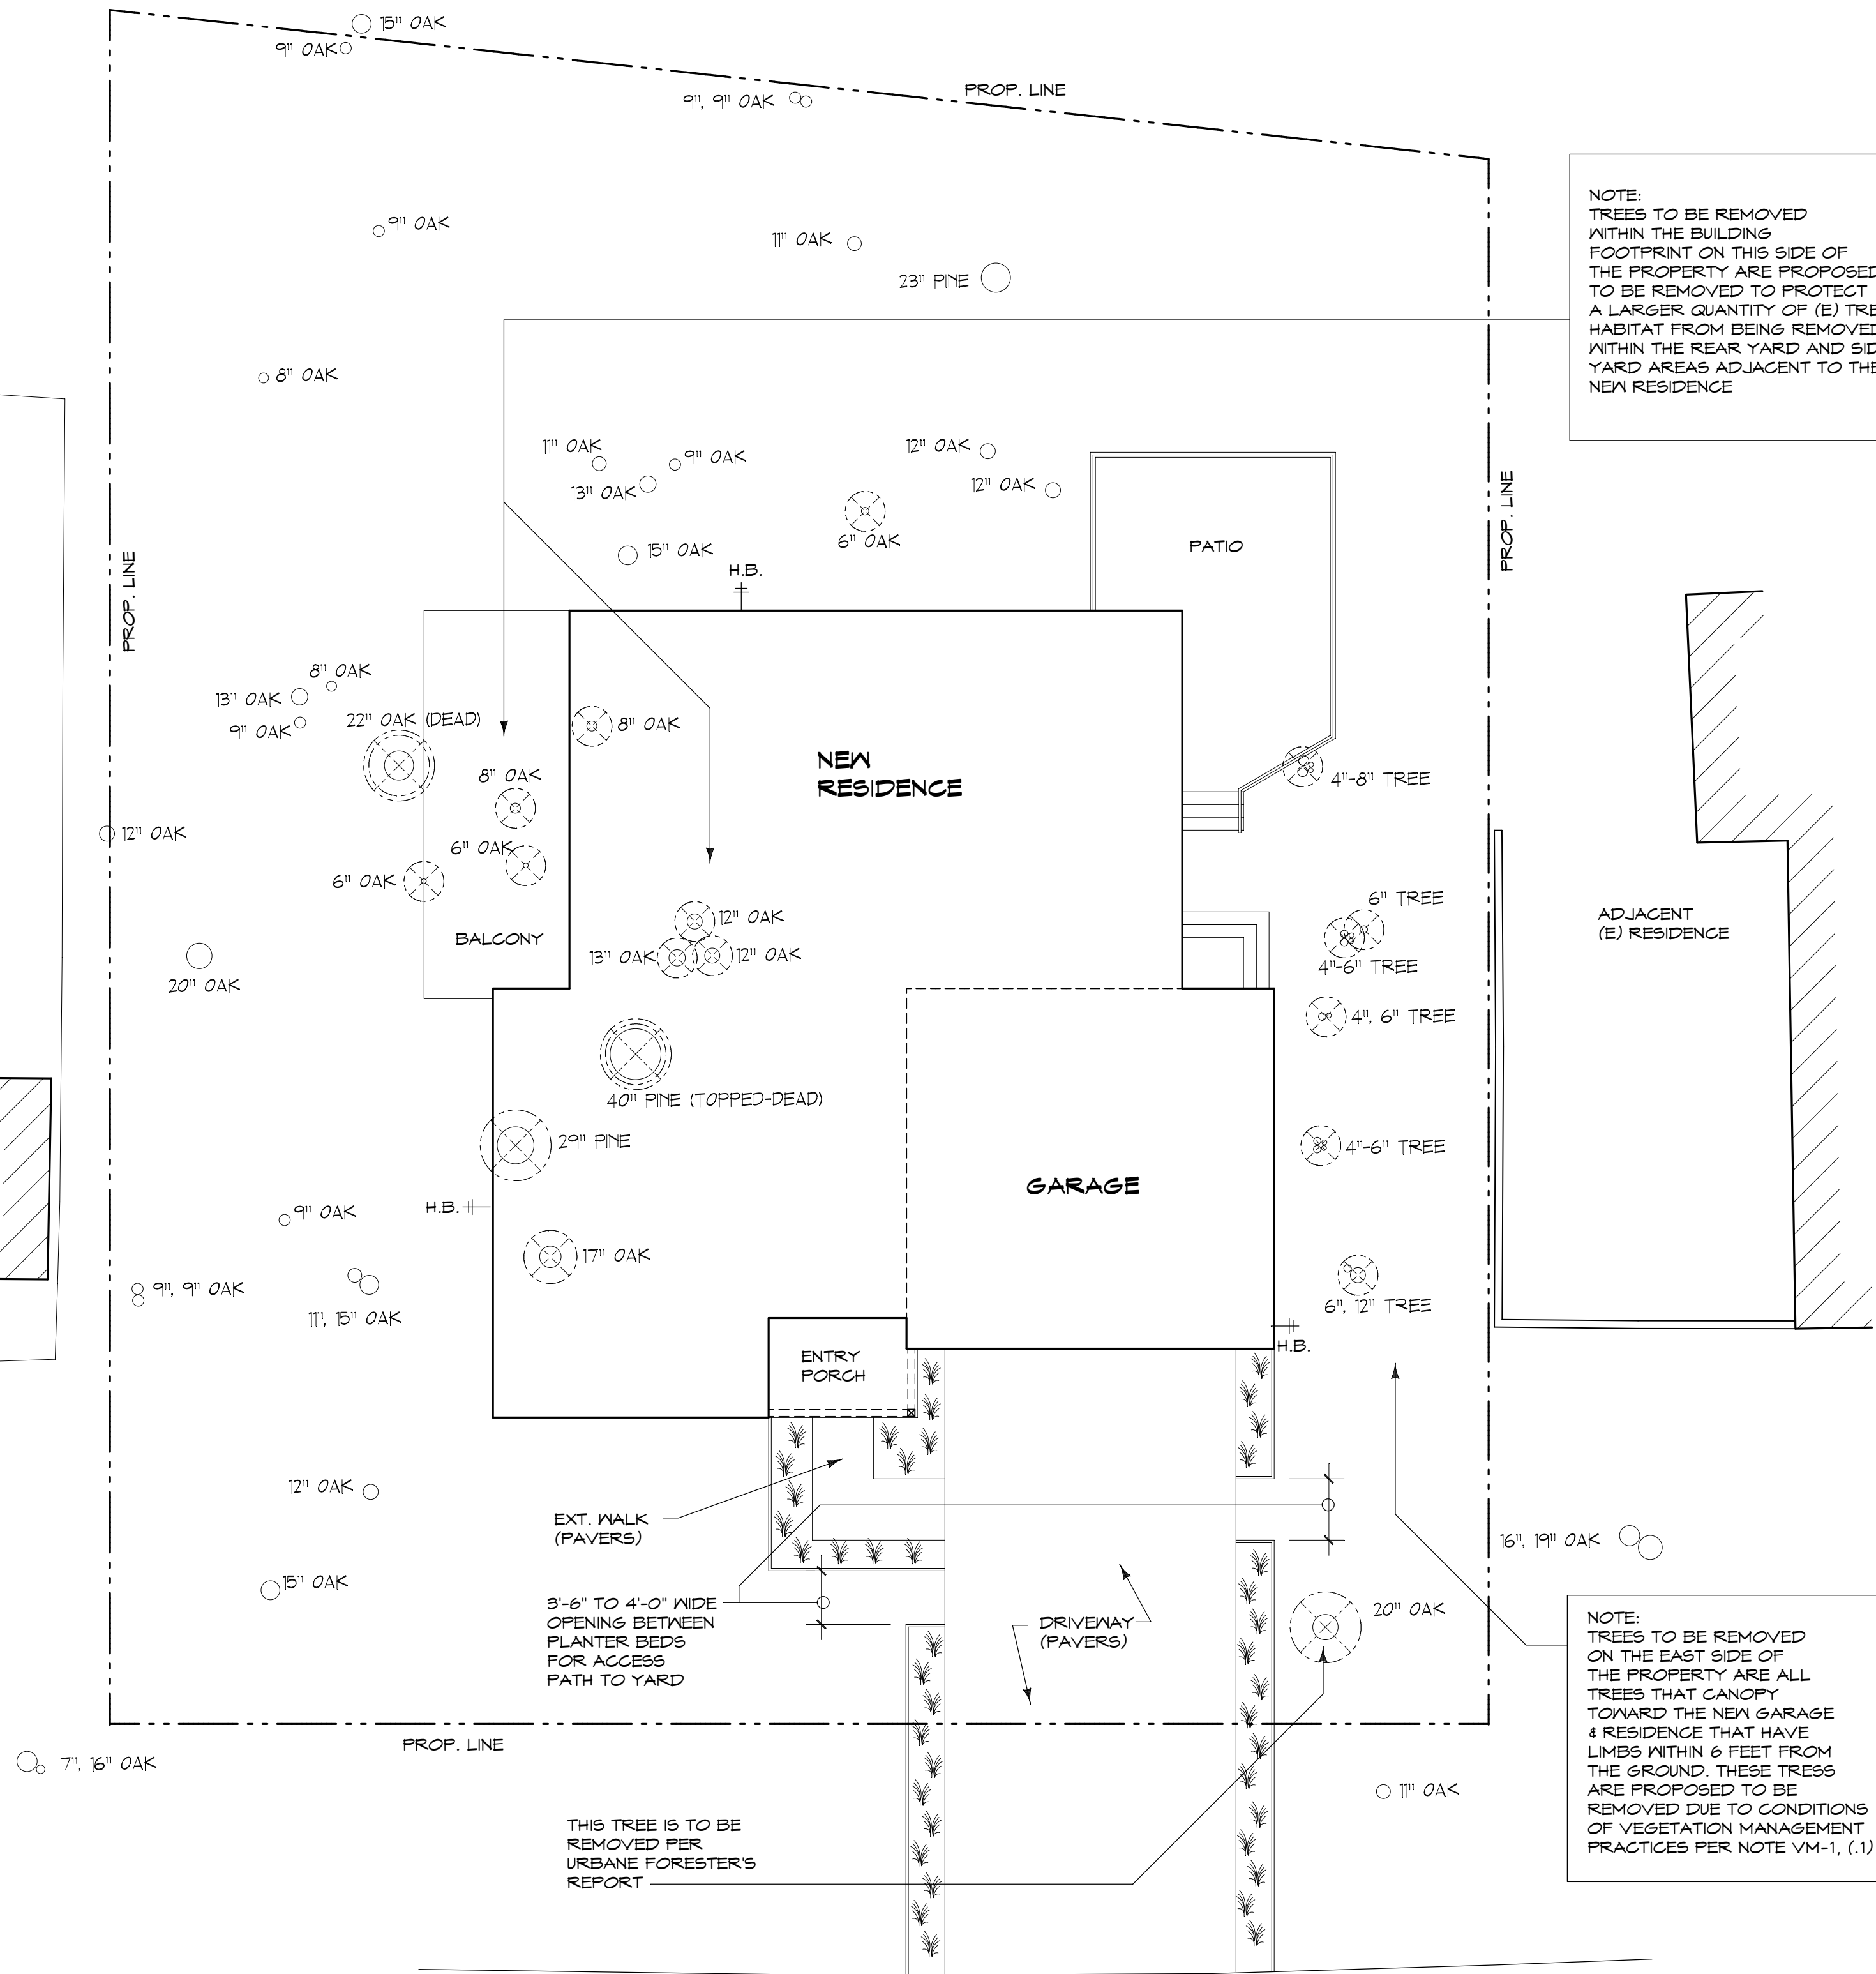 15" OAK
9" OAK
9", 9" OAK
PROP. LINE
9" OAK
11" OAK
23" PINE
NOTE:
TREES TO BE REMOVED
WITHIN THE BUILDING
FOOTPRINT ON THIS SIDE OF
THE PROPERTY ARE PROPOSED
TO BE REMOVED TO PROTECT
A LARGER QUANTITY OF (E)
HABITAT FROM BEING REMOVED
WITHIN THE REAR YARD AND
YARD AREAS ADJACENT TO THE
NEW RESIDENCE
8" OAK
11" OAK
9" OAK
13" OAK
12" OAK
12" OAK
6" OAK
15" OAK
H.B.
PATIO
PROP. LINE
PROP. LINE
8" OAK
13" OAK
9" OAK
22" OAK (DEAD)
8" OAK
8" OAK
NEW
RESIDENCE
4"-8" TREE
12" OAK
6" OAK
6" OAK
BALCONY
12" OAK
13" OAK
12" OAK
6" TREE
4"-6" TREE
ADJACENT
(E) RESIDENCE
20" OAK
4", 6" TREE
40" PINE (TOPPED-DEAD)
29" PINE
4"-6" TREE
GARAGE
9" OAK
H.B.
17" OAK
9", 9" OAK
11", 15" OAK
6", 12" TREE
H.B.
ENTRY
PORCH
12" OAK
EXT. WALK
(PAVERS)
16", 19" OAK
15" OAK
3'-6" TO 4'-0" WIDE
OPENING BETWEEN
PLANTER BEDS
FOR ACCESS
PATH TO YARD
DRIVEWAY
(PAVERS)
20" OAK
NOTE:
TREES TO BE REMOVED
ON THE EAST SIDE OF
THE PROPERTY ARE ALL
TREES THAT CANOPY
TOWARD THE NEW GARAGE
& RESIDENCE THAT HAVE
LIMBS WITHIN 6 FEET FROM
THE GROUND. THESE TRESS
ARE PROPOSED TO BE
REMOVED DUE TO CONDITIONS
OF VEGETATION MANAGEMENT
PRACTICES PER NOTE VM-1, (.1)
PROP. LINE
7", 16" OAK
11" OAK
THIS TREE IS TO BE
REMOVED PER
URBANE FORESTER'S
REPORT